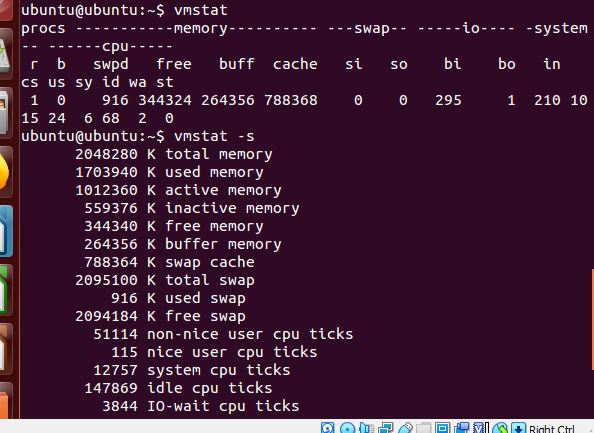 ubuntu@ubuntu:~$ vmstat
procs -----------memory---------- ---swap-- -----io---- -system
-- ------cpu-----
 r  b   swpd   free   buff  cache   si   so    bi    bo   in
cs us sy id wa st
 1  0    916 344324 264356 788368    0    0   295     1  210 10
15 24  6 68  2  0
ubuntu@ubuntu:~$ vmstat -s
      2048280 K total memory
      1703940 K used memory
      1012360 K active memory
       559376 K inactive memory
       344340 K free memory
       264356 K buffer memory
       788364 K swap cache
      2095100 K total swap
          916 K used swap
      2094184 K free swap
        51114 non-nice user cpu ticks
          115 nice user cpu ticks
        12757 system cpu ticks
       147869 idle cpu ticks
         3844 IO-wait cpu ticks
Right Ctrl